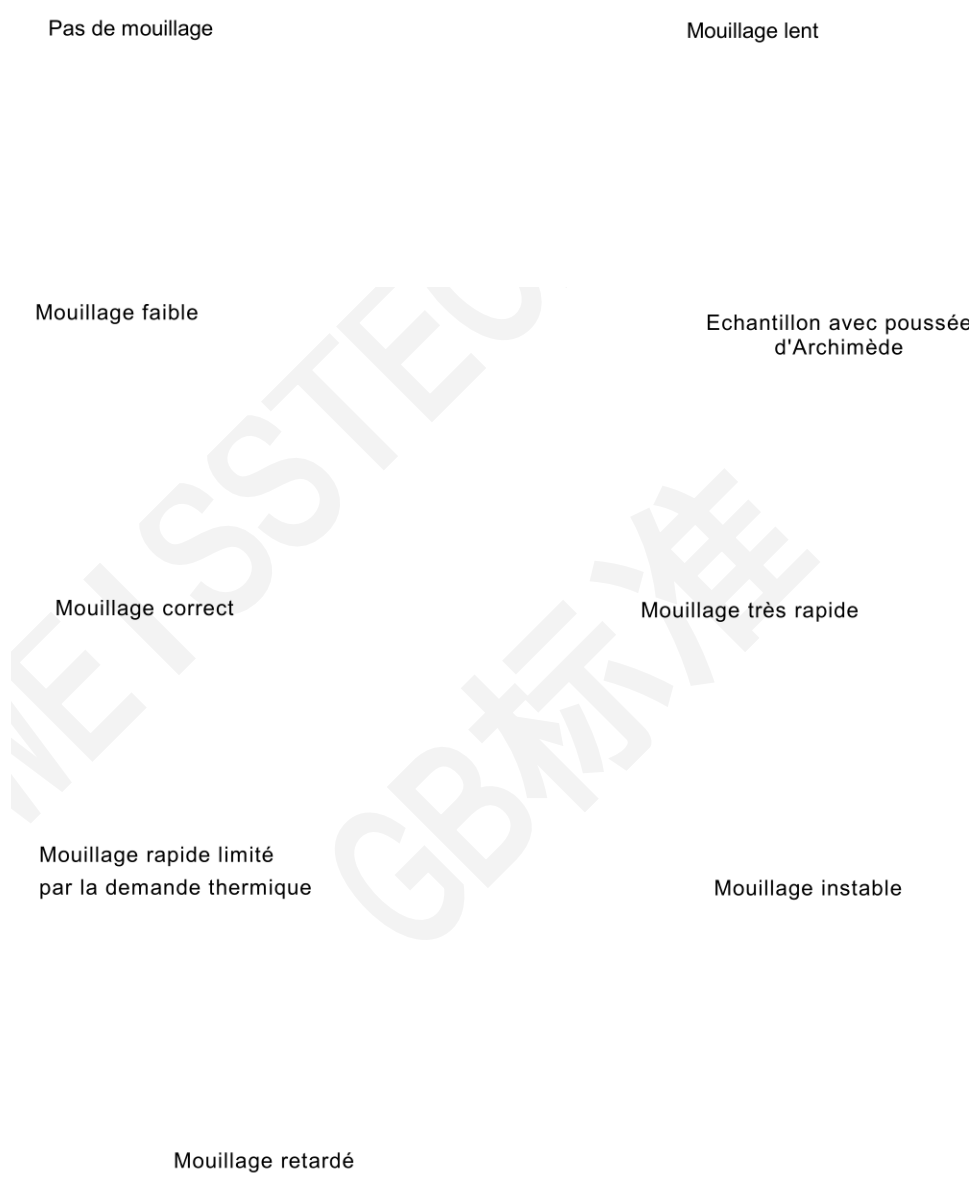 Pas de mouillage
Mouillage lent
Mouillage faible
Echantillon avec poussée
d'Archimède
Mouillage correct
Mouillage très rapide
Mouillage rapide limité
par la demande thermique
Mouillage instable
Mouillage retardé
WEISSTEC
GB标准